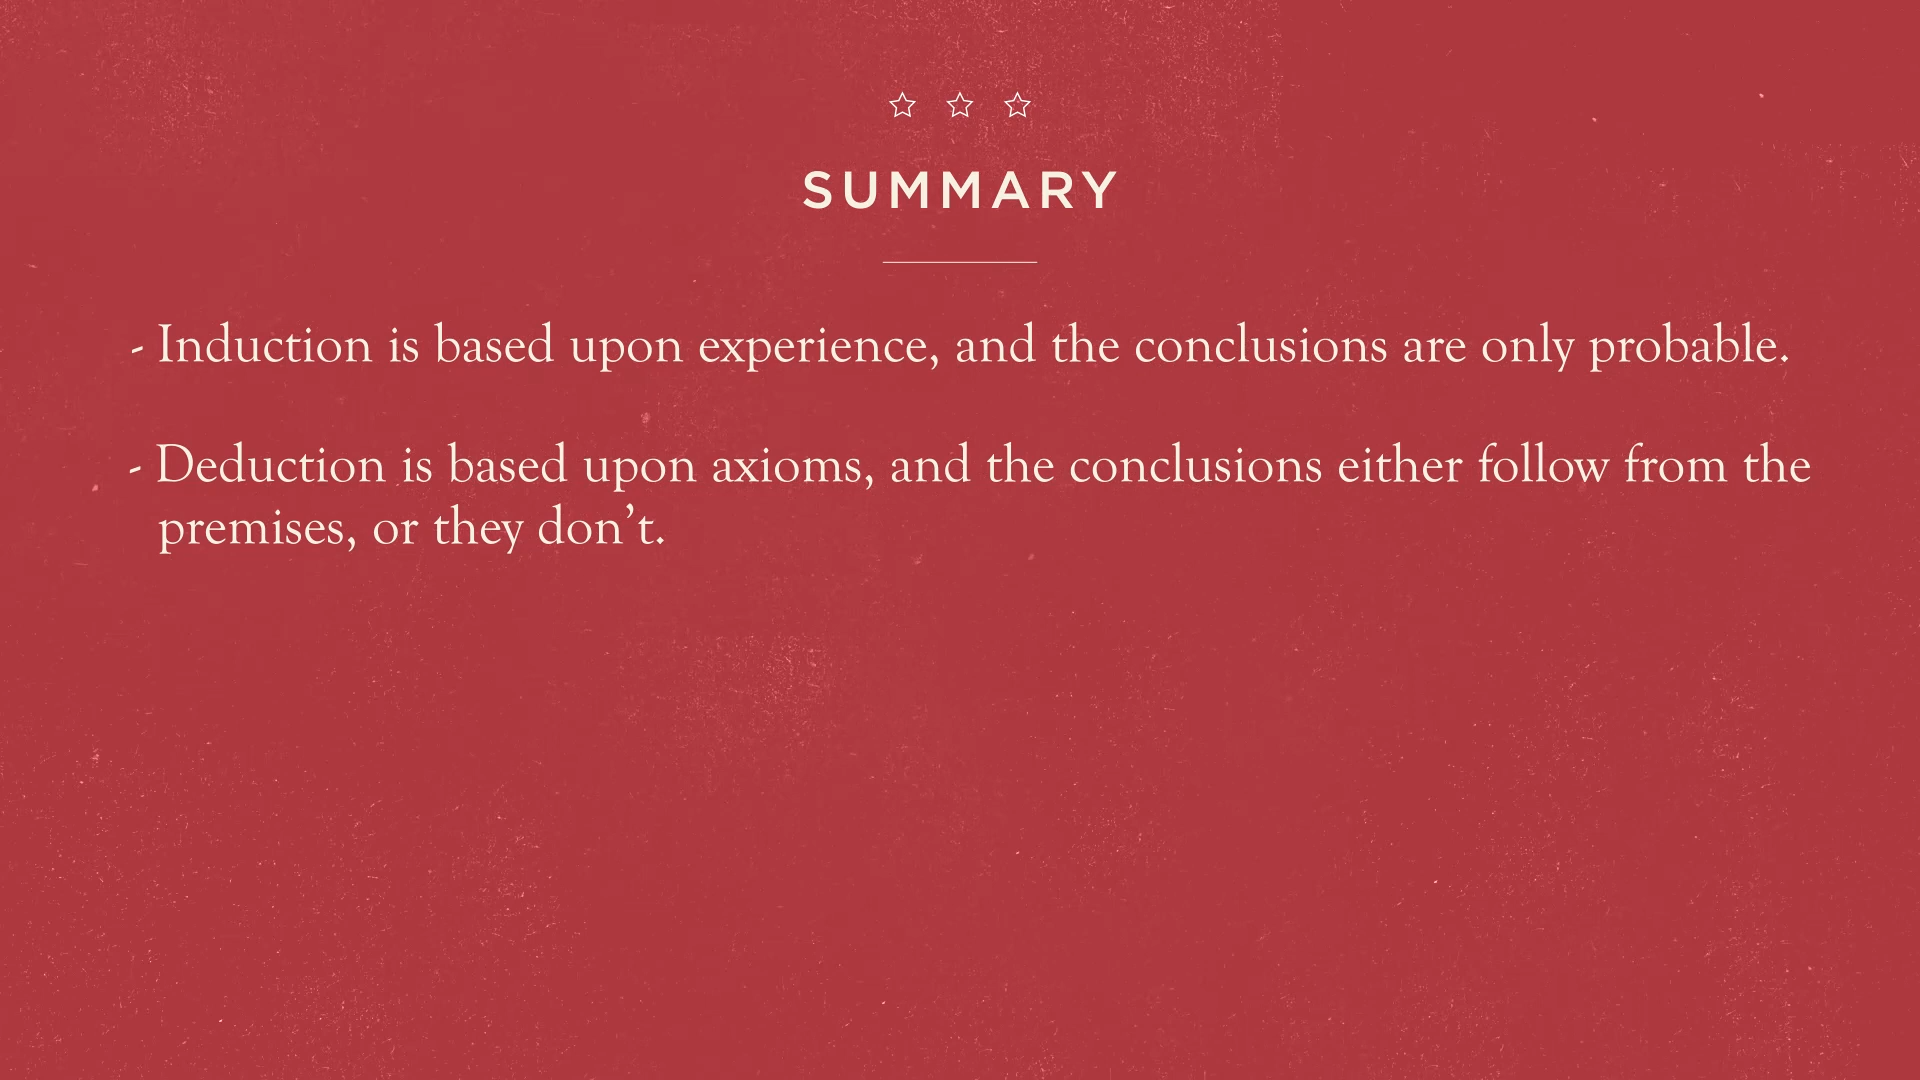 SUMMARY
- Induction is based upon experience, and the conclusions are only probable.
- Deduction is based upon axioms, and the conclusions either follow from the
premises, or they don’t.